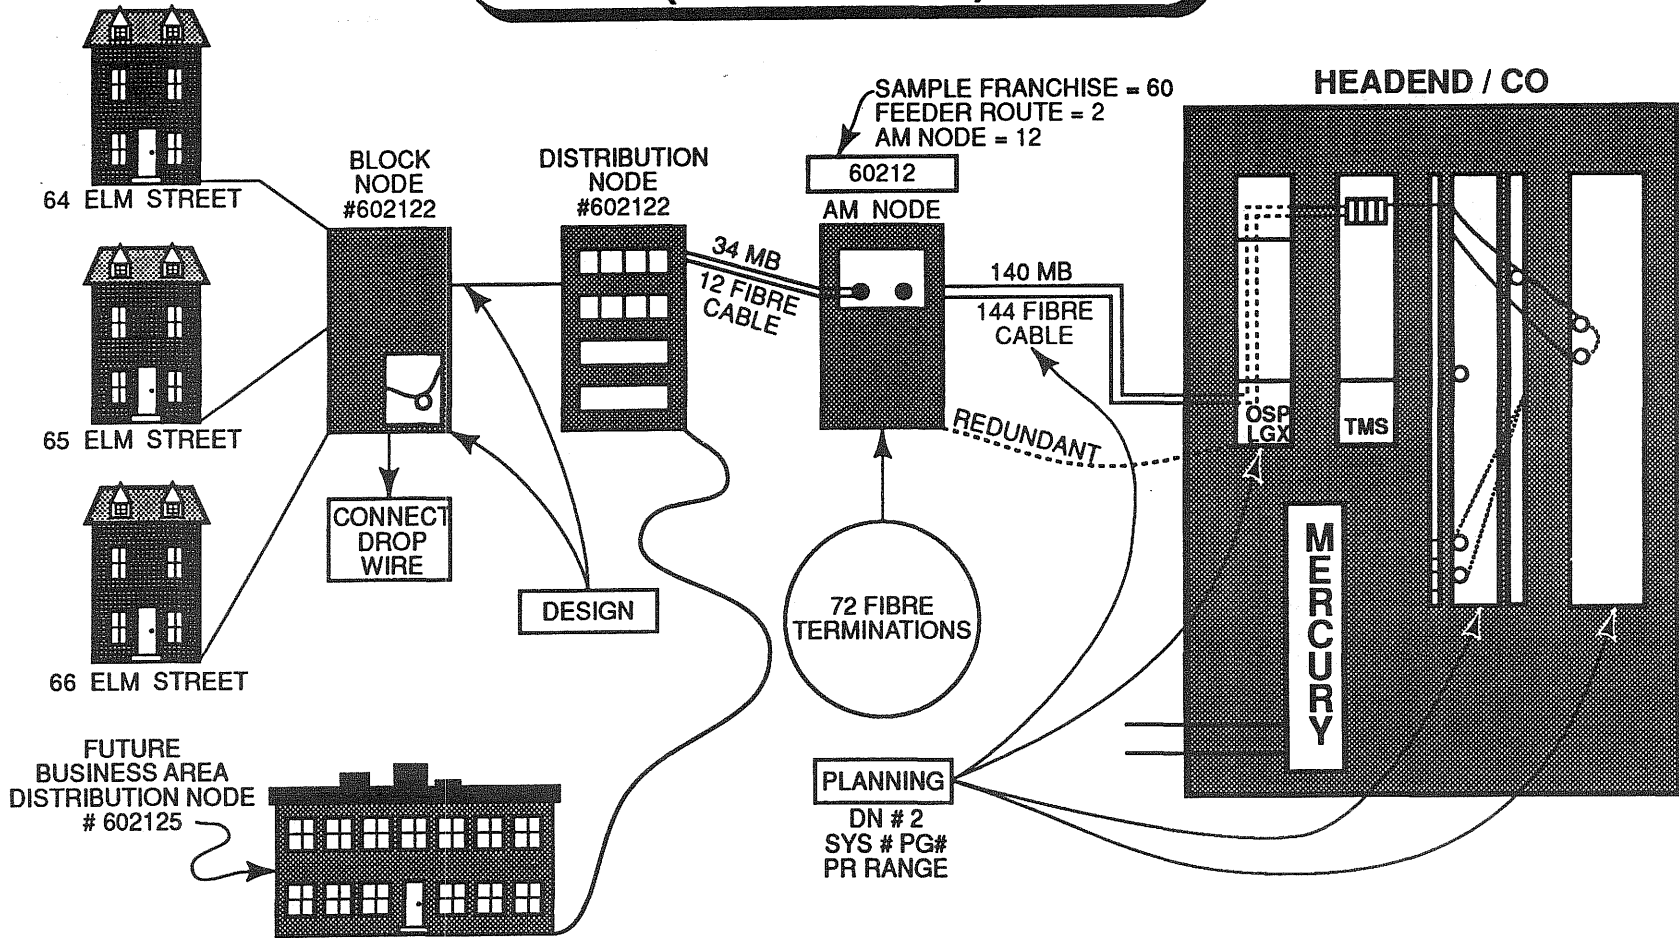 HEADEND / CO
SAMPLE FRANCHISE = 60
FEEDER ROUTE = 2
AM NODE = 12
60212
AM NODE
BLOCK
NODE
#602122
DISTRIBUTION
NODE
#602122
64 ELM STREET
34 MB
12 FIBRE
CABLE
140 MB
144 FIBRE
CABLE
OSP
LGX
TMS
REDUNDANT
65 ELM STREET
CONNECT
DROP
WIRE
DESIGN
72 FIBRE
TERMINATIONS
MERCURY
66 ELM STREET
FUTURE
BUSINESS AREA
DISTRIBUTION NODE
# 602125
PLANNING
DN # 2
SYS # PG#
PR RANGE